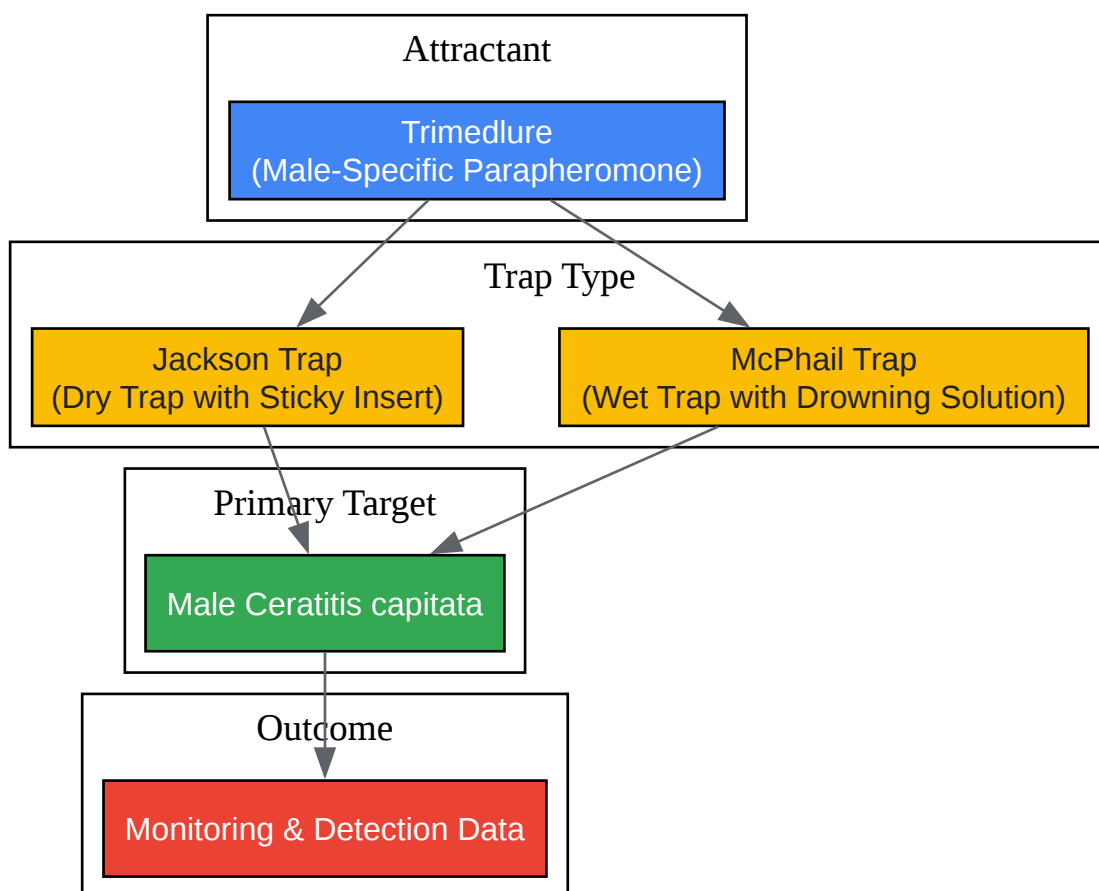 Attractant
Trimedlure
(Male-Specific Parapheromone)
Trap Type
Jackson Trap
(Dry Trap with Sticky Insert)
McPhail Trap
(Wet Trap with Drowning Solution)
Primary Target
Male Ceratitis capitata
Outcome
Monitoring & Detection Data